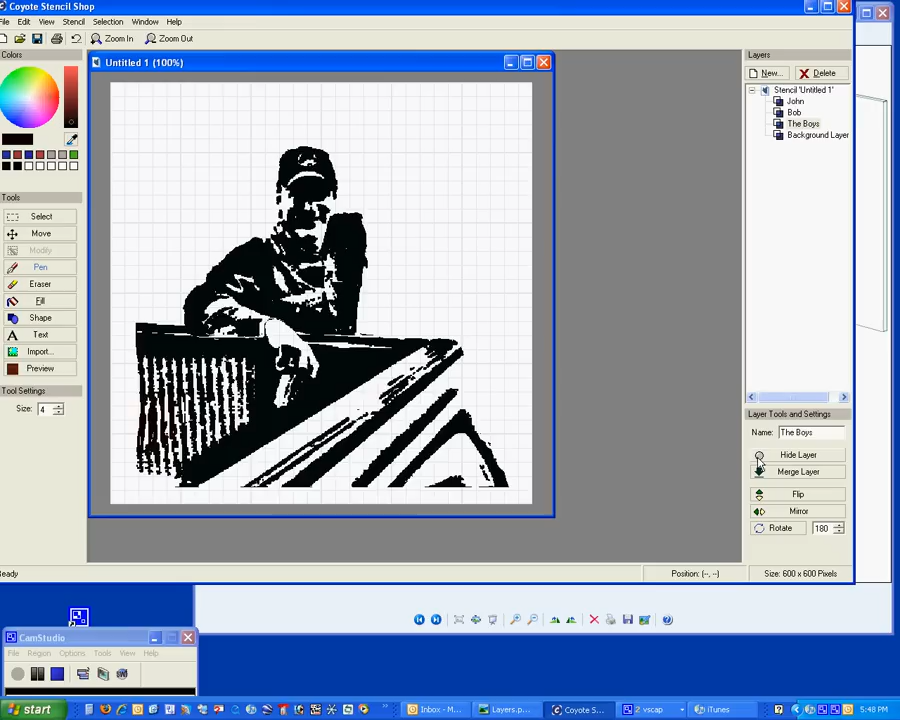 Coyote Stencil Shop
File Edit View Stencil Selection Window Help
Zoom In Zoom Out
Colors
Tools
Select
Move
Modify
Pen
Eraser
Fill
Shape
Text
Import...
Preview
Tool Settings
Size: 4
Untitled 1 (100%)
Layers
New... Delete
Stencil 'Untitled 1'
John
Bob
The Boys
Background Layer
Layer Tools and Settings
Name: The Boys
Hide Layer
Merge Layer
Flip
Mirror
Rotate 180
Ready
Position: (--, --)
Size: 600 x 600 Pixels
CamStudio
File Region Options Tools View Help
start
Inbox - M...
Layers.p...
Coyote S...
2 vscap
iTunes
5:48 PM